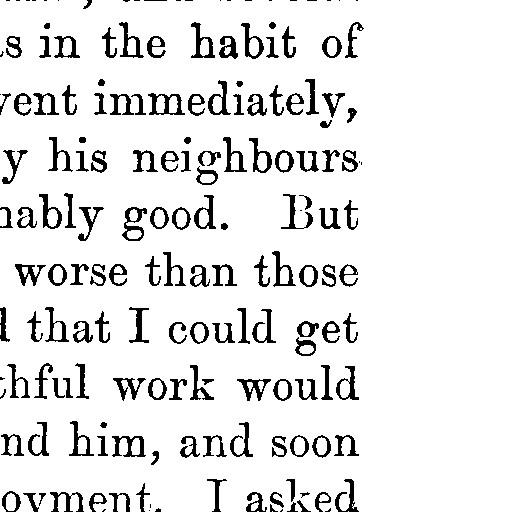 s in the habit of
vent immediately,
y his neighbours
nably good. But
worse than those
d that I could get
thful work would
nd him, and soon
oyment. I asked